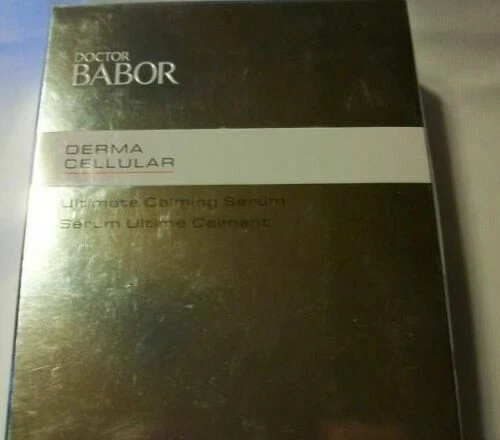 DOCTOR
BABOR
DERMA
CELLULAR
Ultimate Calming Serum
Sérum Ultime Calmant